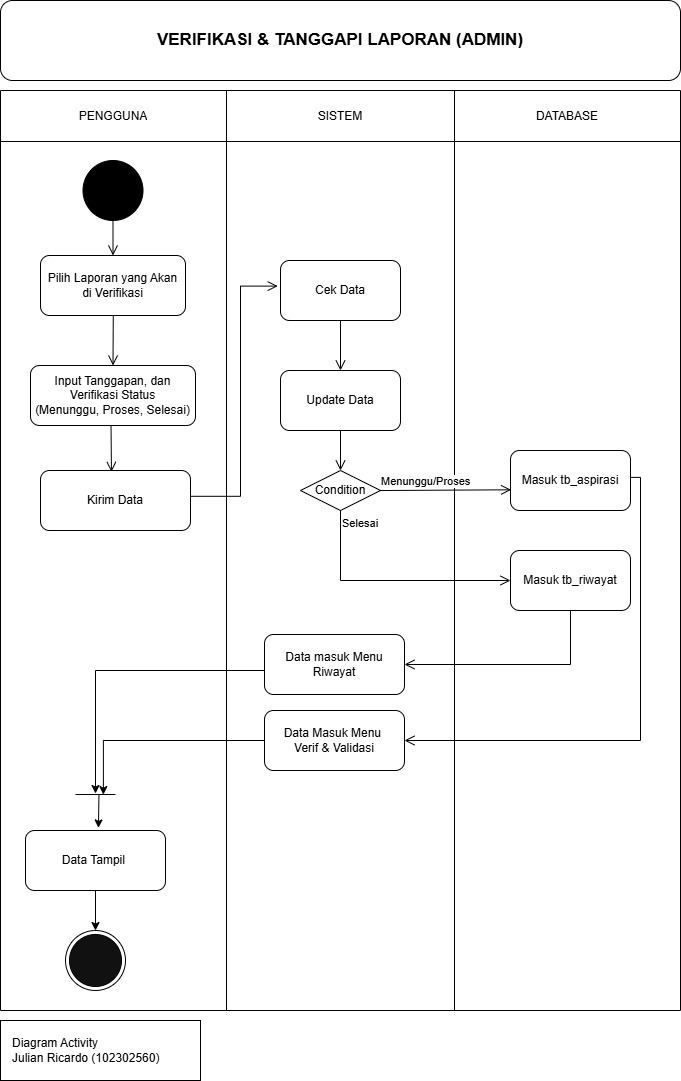 VERIFIKASI & TANGGAPI LAPORAN (ADMIN)
PENGGUNA
SISTEM
DATABASE
Pilih Laporan yang Akan
di Verifikasi
Cek Data
Input Tanggapan, dan
Verifikasi Status
(Menunggu, Proses, Selesai)
Update Data
Kirim Data
Condition
Menunggu/Proses
Masuk tb_aspirasi
Selesai
Masuk tb_riwayat
Data masuk Menu
Riwayat
Data Masuk Menu
Verif & Validasi
Data Tampil
Diagram Activity
Julian Ricardo (102302560)